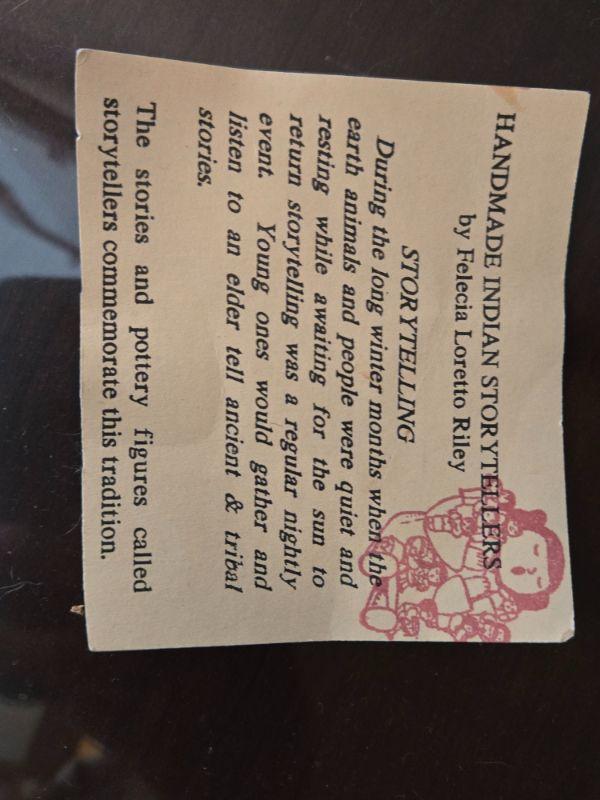 HANDMADE INDIAN STORYTELLERS
by Felecia Loretto Riley
STORYTELLING
During the long winter months when the
earth animals and people were quiet and
resting while awaiting for the sun to
return storytelling was a regular nightly
event. Young ones would gather and
listen to an elder tell ancient & tribal
stories.
The stories and pottery figures called
storytellers commemorate this tradition.